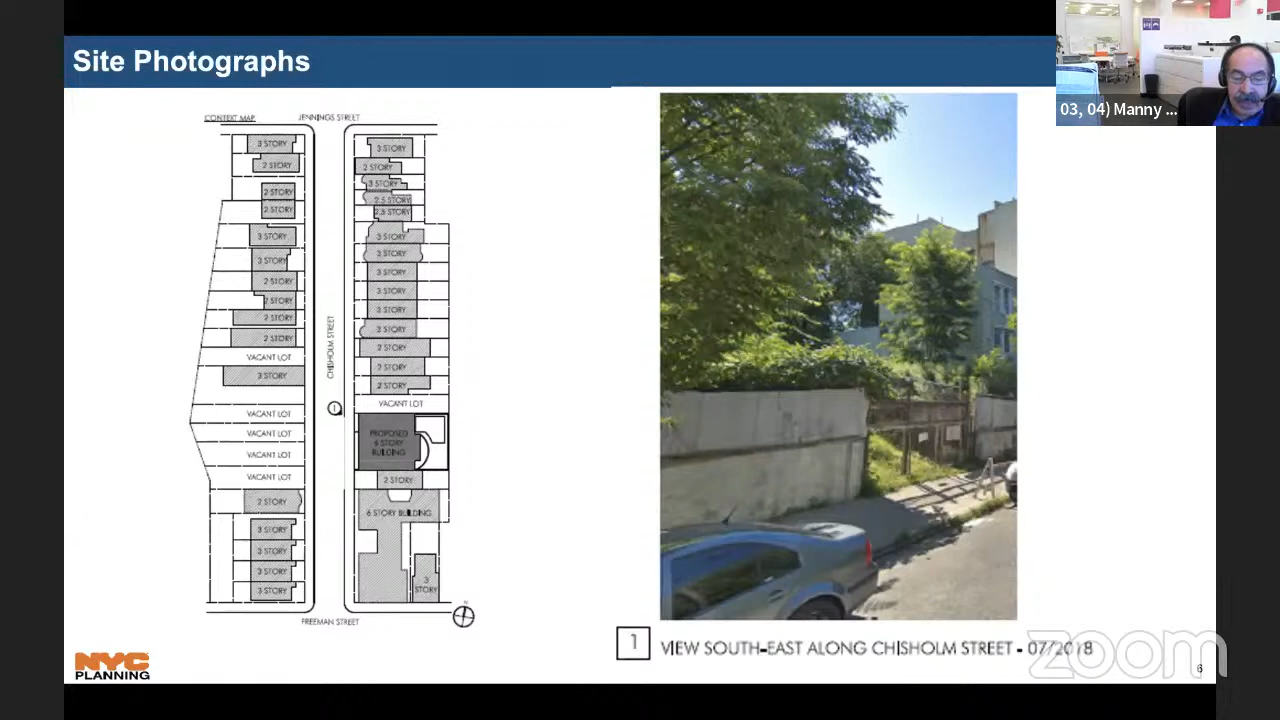 Site Photographs
03, 04) Manny ...
CONTEXT MAP
JENNINGS STREET
3 STORY
2 STORY
2 STORY
2 STORY
3 STORY
3 STORY
2 STORY
2 STORY
2 STORY
2 STORY
VACANT LOT
3 STORY
VACANT LOT
VACANT LOT
VACANT LOT
VACANT LOT
2 STORY
3 STORY
3 STORY
3 STORY
3 STORY
CHISHOLM STREET
1
3 STORY
2 STORY
3 STORY
2.5 STORY
2.5 STORY
3 STORY
3 STORY
3 STORY
3 STORY
3 STORY
3 STORY
2 STORY
2 STORY
2 STORY
VACANT LOT
PROPOSED
6 STORY
BUILDING
2 STORY
6 STORY BUILDING
3
STORY
N
FREEMAN STREET
1 VIEW SOUTH-EAST ALONG CHISHOLM STREET - 07/2018
NYC
PLANNING
zoom
6